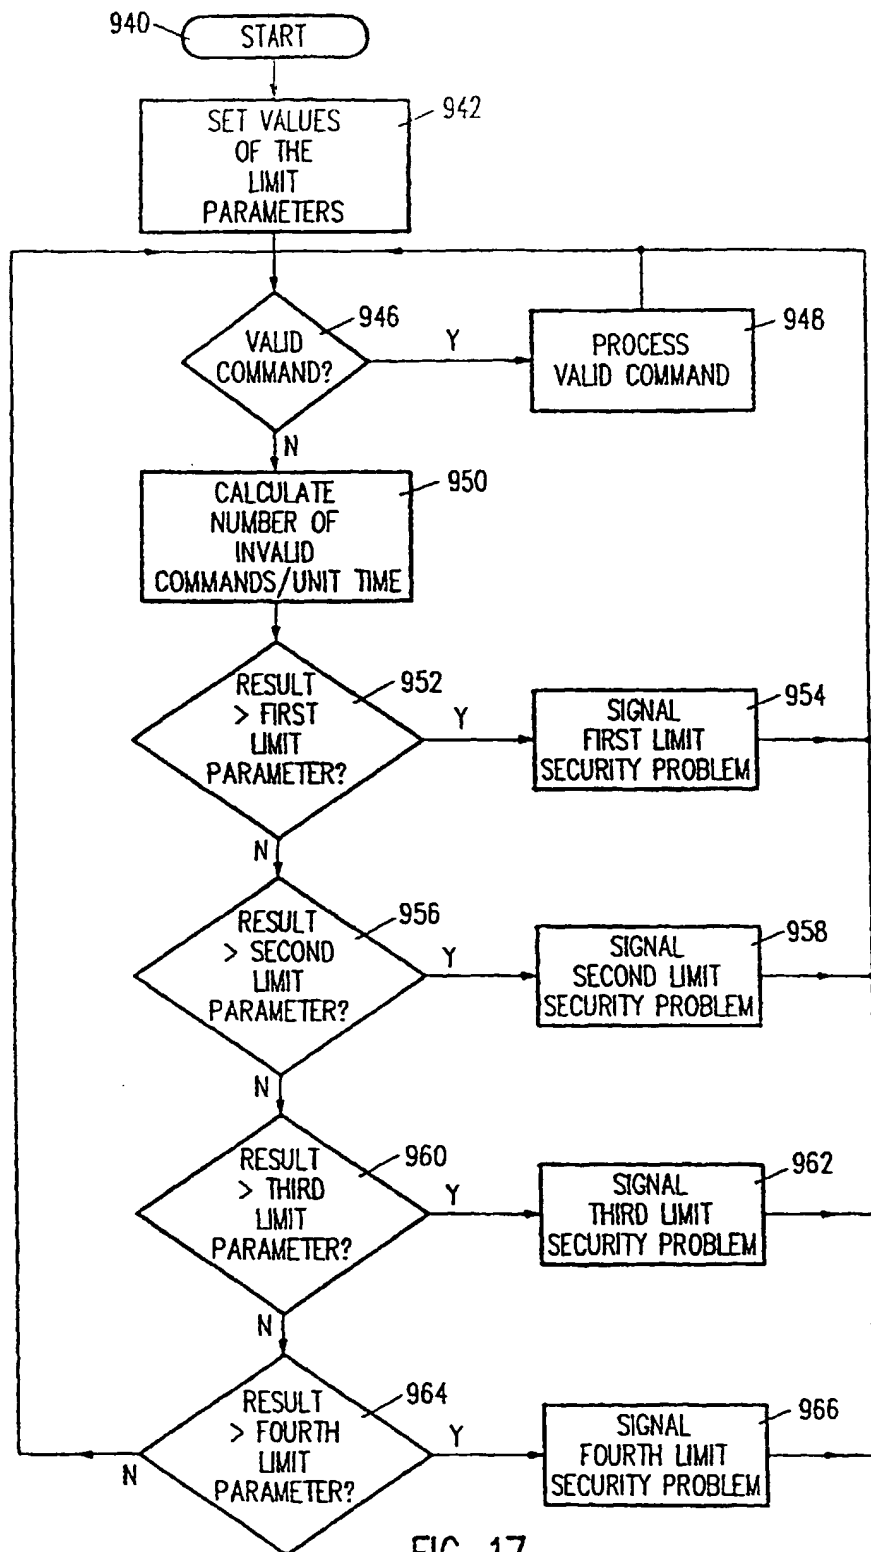 940
START
942
SET VALUES
OF THE
LIMIT
PARAMETERS
946
VALID
COMMAND?
Y
948
PROCESS
VALID COMMAND
N
950
CALCULATE
NUMBER OF
INVALID
COMMANDS/UNIT TIME
952
RESULT
> FIRST
LIMIT
PARAMETER?
Y
954
SIGNAL
FIRST LIMIT
SECURITY PROBLEM
N
956
RESULT
> SECOND
LIMIT
PARAMETER?
Y
958
SIGNAL
SECOND LIMIT
SECURITY PROBLEM
N
960
RESULT
> THIRD
LIMIT
PARAMETER?
Y
962
SIGNAL
THIRD LIMIT
SECURITY PROBLEM
N
964
RESULT
> FOURTH
LIMIT
PARAMETER?
Y
966
SIGNAL
FOURTH LIMIT
SECURITY PROBLEM
N
FIG. 17